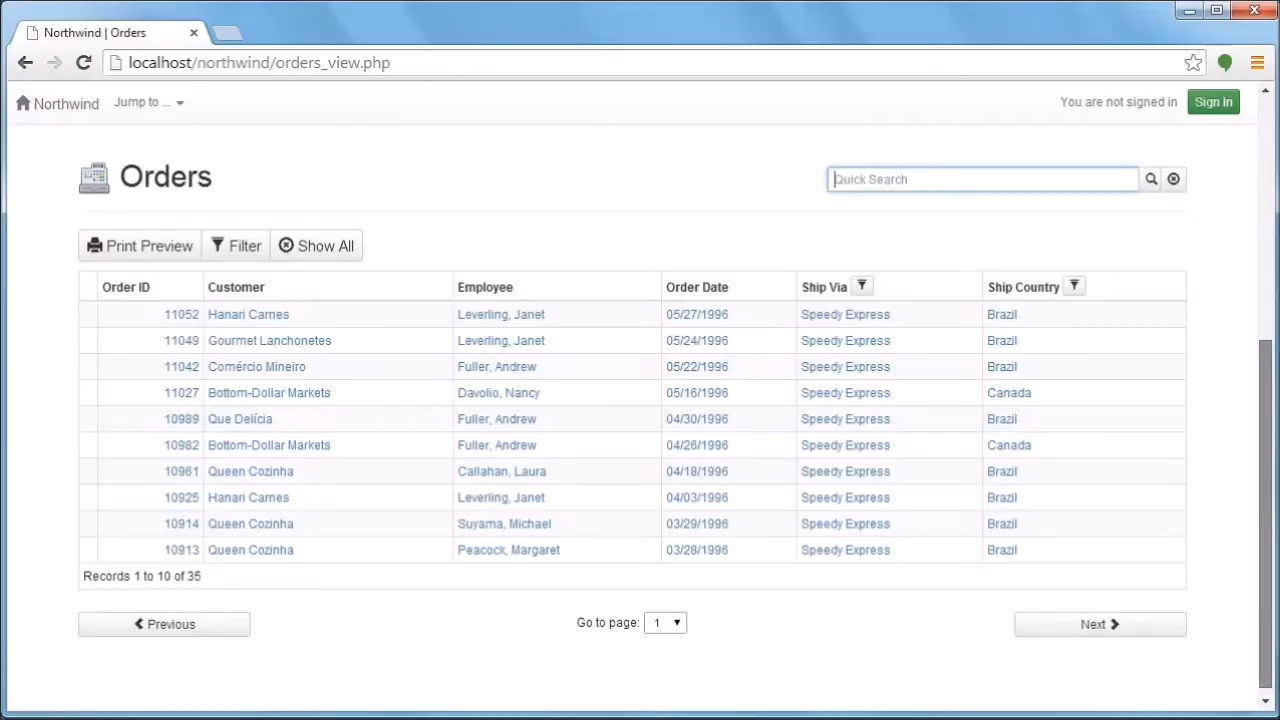 Northwind | Orders
localhost/northwind/orders_view.php
Northwind Jump to ... You are not signed in Sign In
Orders Quick Search
Print Preview Filter Show All
Order ID Customer Employee Order Date Ship Via Ship Country
11052 Hanari Carnes Leverling, Janet 05/27/1996 Speedy Express Brazil
11049 Gourmet Lanchonetes Leverling, Janet 05/24/1996 Speedy Express Brazil
11042 Comércio Mineiro Fuller, Andrew 05/22/1996 Speedy Express Brazil
11027 Bottom-Dollar Markets Davolio, Nancy 05/16/1996 Speedy Express Canada
10989 Que Delícia Fuller, Andrew 04/30/1996 Speedy Express Brazil
10982 Bottom-Dollar Markets Fuller, Andrew 04/26/1996 Speedy Express Canada
10961 Queen Cozinha Callahan, Laura 04/18/1996 Speedy Express Brazil
10925 Hanari Carnes Leverling, Janet 04/03/1996 Speedy Express Brazil
10914 Queen Cozinha Suyama, Michael 03/29/1996 Speedy Express Brazil
10913 Queen Cozinha Peacock, Margaret 03/28/1996 Speedy Express Brazil
Records 1 to 10 of 35
Previous Go to page: 1 Next